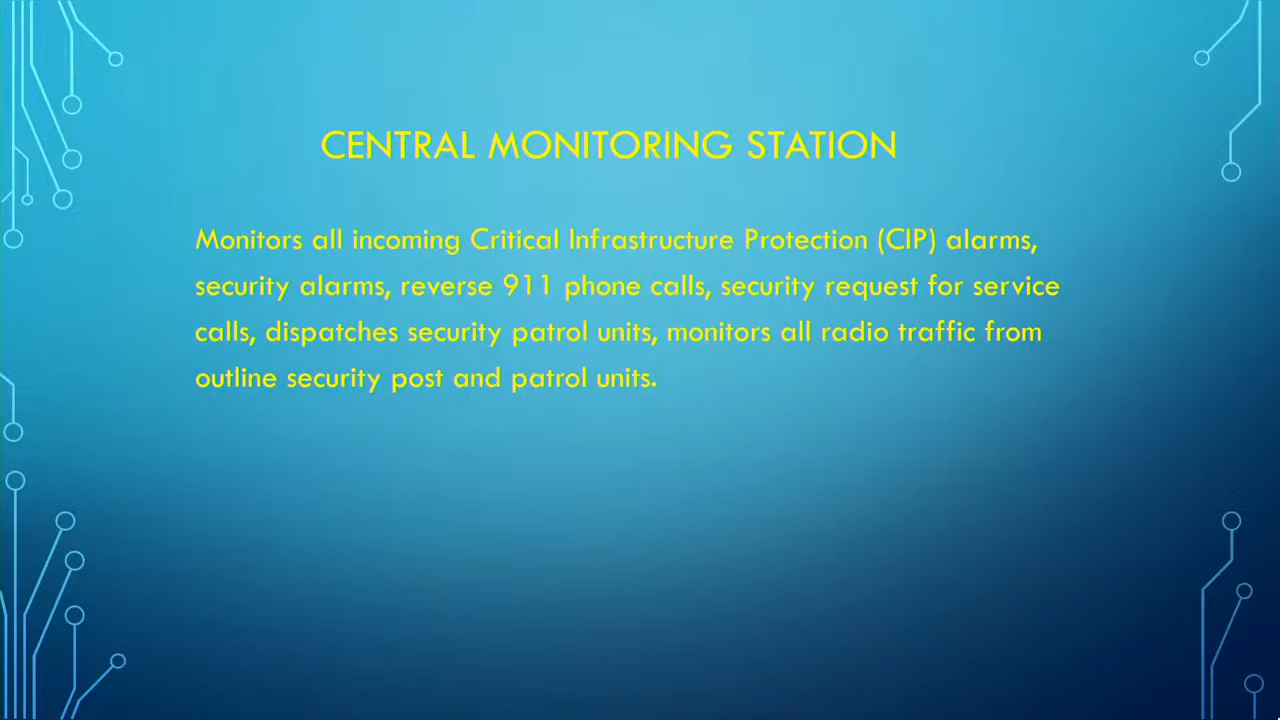 CENTRAL MONITORING STATION
Monitors all incoming Critical Infrastructure Protection (CIP) alarms,
security alarms, reverse 911 phone calls, security request for service
calls, dispatches security patrol units, monitors all radio traffic from
outline security post and patrol units.